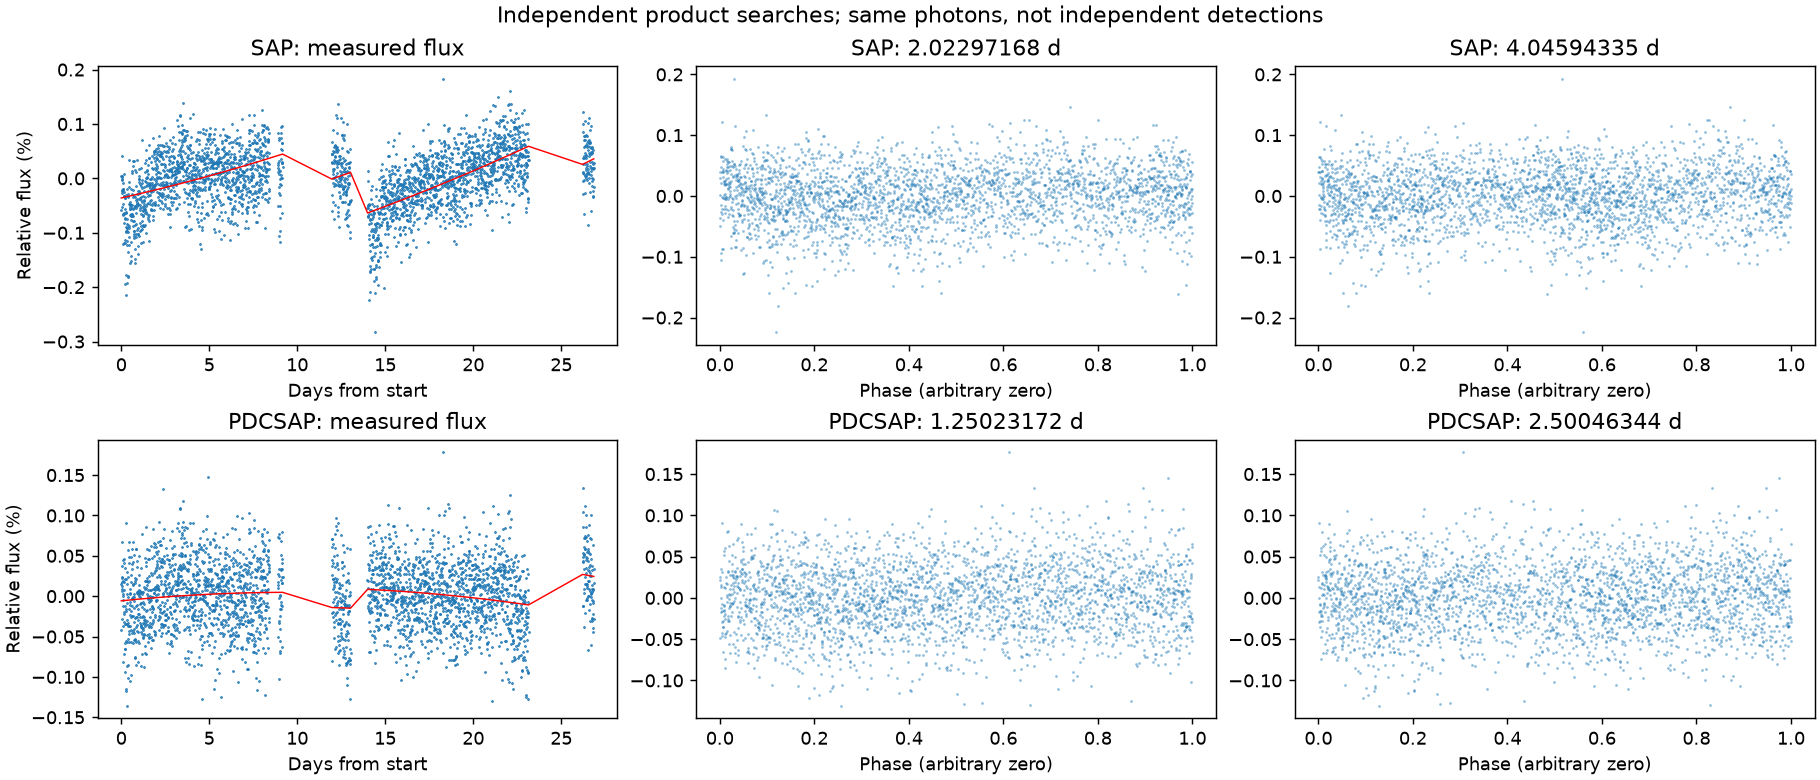 Independent product searches; same photons, not independent detections
SAP: measured flux
SAP: 2.02297168 d
SAP: 4.04594335 d
Relative flux (%)
0.2
0.1
0.0
−0.1
−0.2
−0.3
0.2
0.1
0.0
−0.1
−0.2
0.2
0.1
0.0
−0.1
−0.2
0 5 10 15 20 25
0.0 0.2 0.4 0.6 0.8 1.0
0.0 0.2 0.4 0.6 0.8 1.0
Days from start
Phase (arbitrary zero)
Phase (arbitrary zero)
PDCSAP: measured flux
PDCSAP: 1.25023172 d
PDCSAP: 2.50046344 d
Relative flux (%)
0.15
0.10
0.05
0.00
−0.05
−0.10
−0.15
0.15
0.10
0.05
0.00
−0.05
−0.10
0.15
0.10
0.05
0.00
−0.05
−0.10
0 5 10 15 20 25
0.0 0.2 0.4 0.6 0.8 1.0
0.0 0.2 0.4 0.6 0.8 1.0
Days from start
Phase (arbitrary zero)
Phase (arbitrary zero)